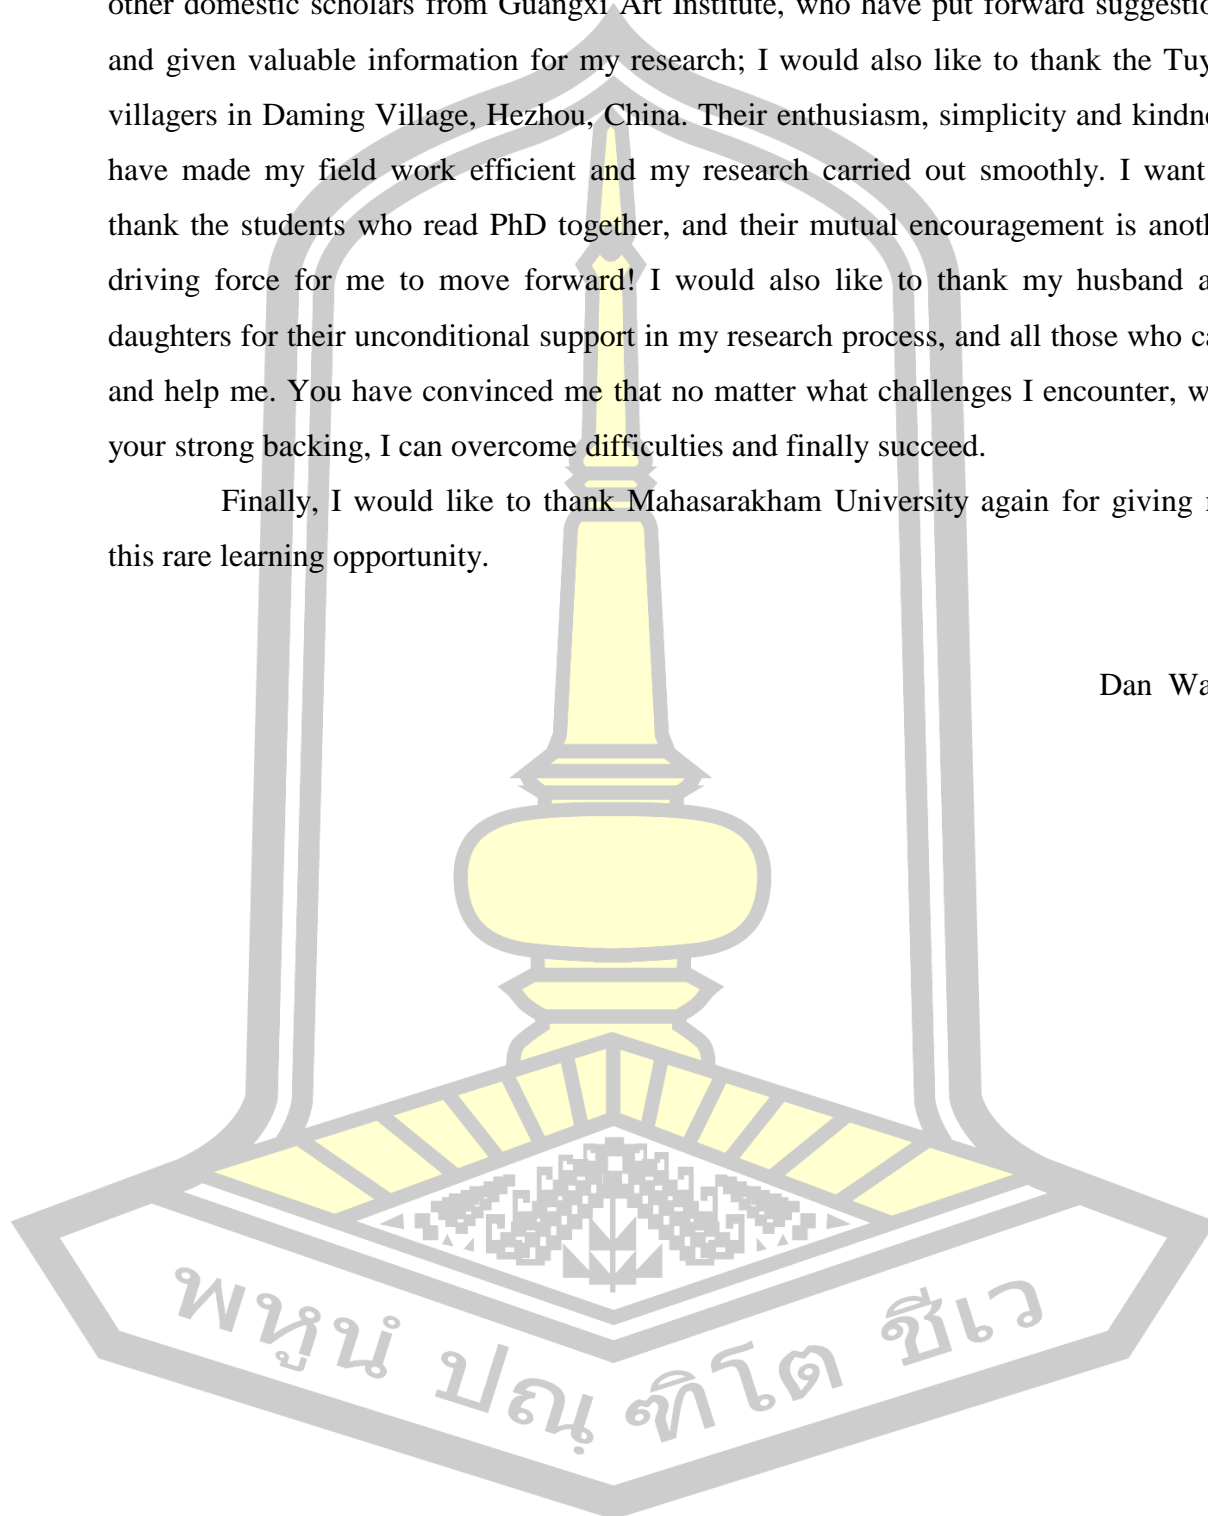 other domestic scholars from Guangxi Art Institute, who have put forward suggestio
and given valuable information for my research; I would also like to thank the Tuy
villagers in Daming Village, Hezhou, China. Their enthusiasm, simplicity and kindn
have made my field work efficient and my research carried out smoothly. I want
thank the students who read PhD together, and their mutual encouragement is anoth
driving force for me to move forward! I would also like to thank my husband a
daughters for their unconditional support in my research process, and all those who ca
and help me. You have convinced me that no matter what challenges I encounter, w
your strong backing, I can overcome difficulties and finally succeed.
Finally, I would like to thank Mahasarakham University again for giving
this rare learning opportunity.
Dan Wa
พหูนํ ปณฺฑิโต ชีเว